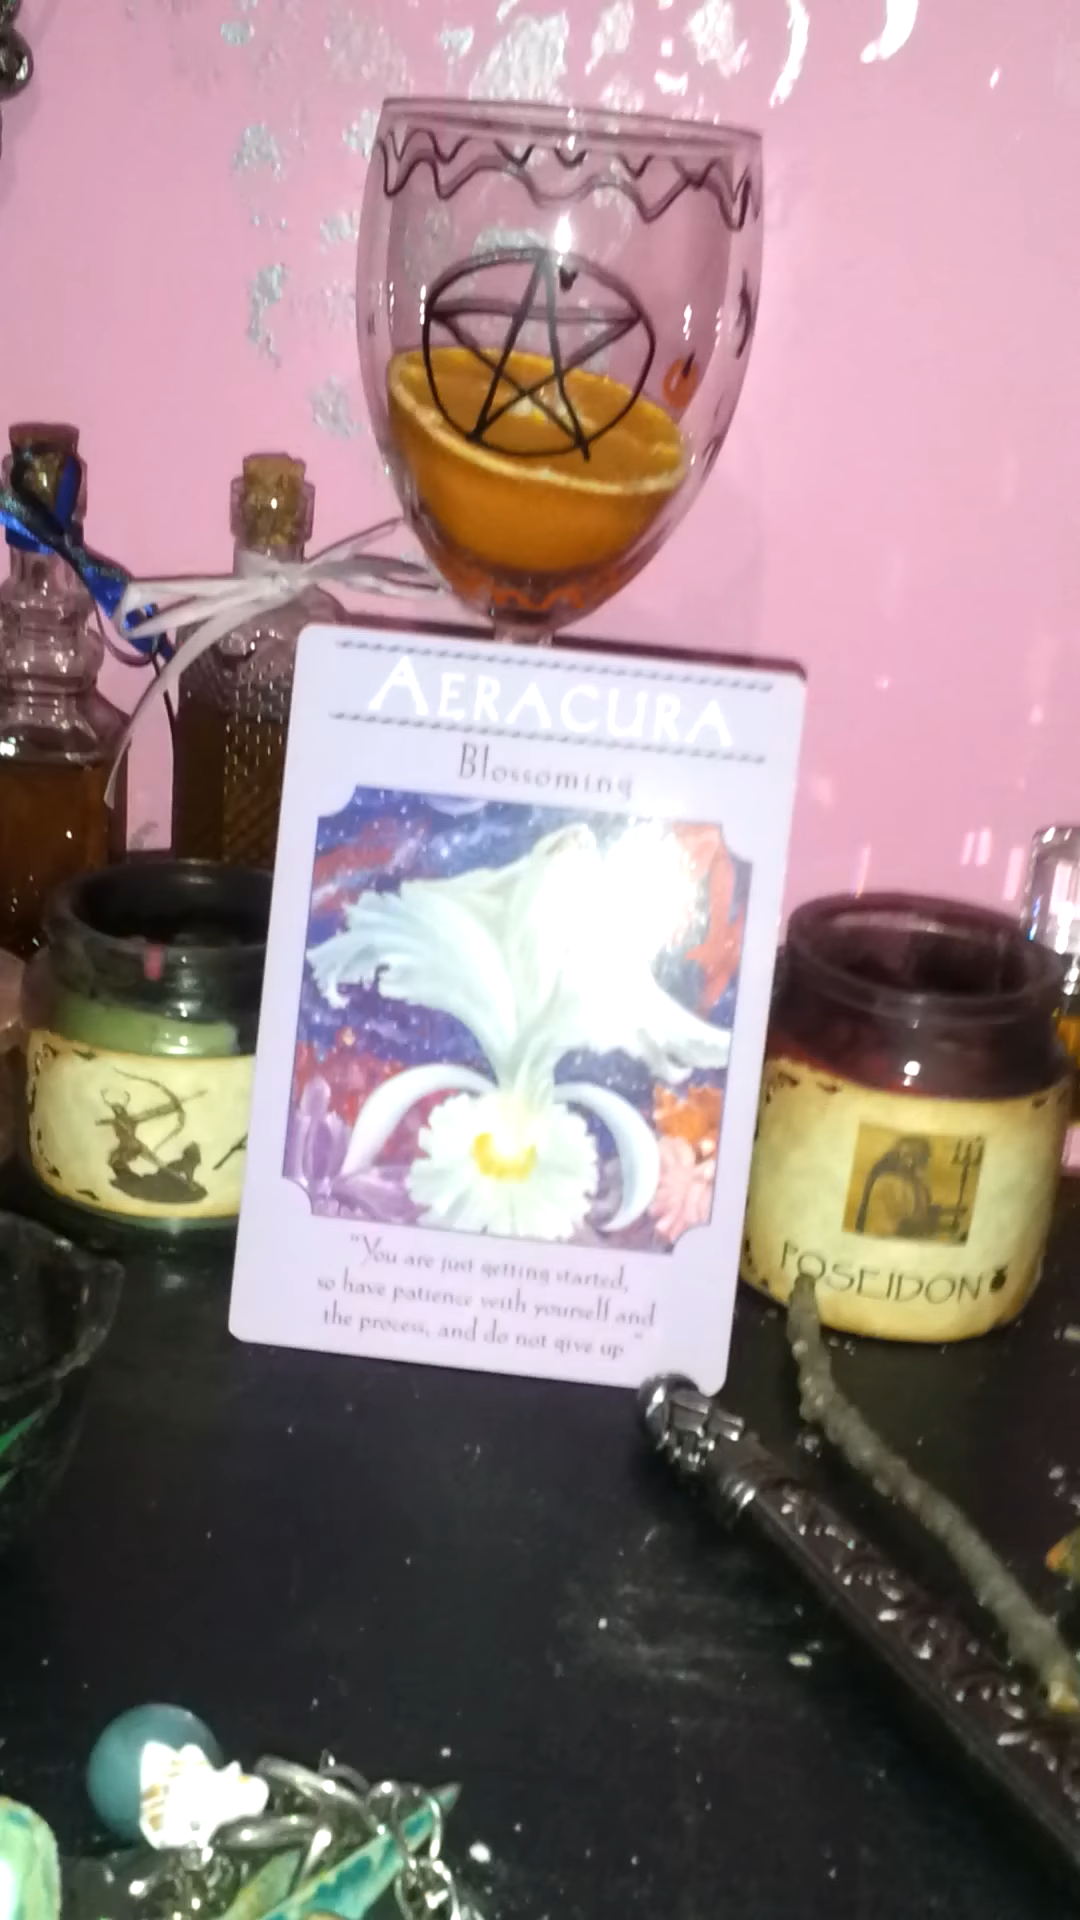 AERACURA
Blossoming
"You are just getting started,
so have patience with yourself and
the process, and do not give up."
POSEIDON